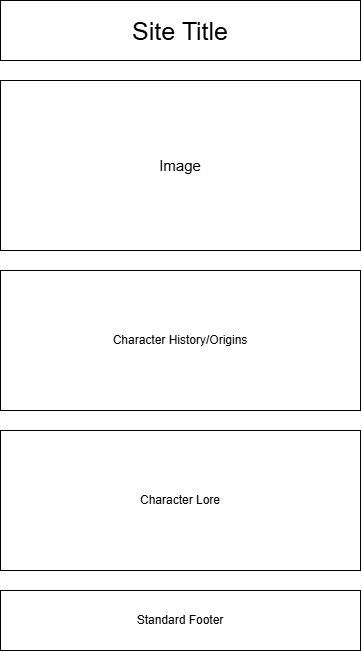 Site Title
Image
Character History/Origins
Character Lore
Standard Footer